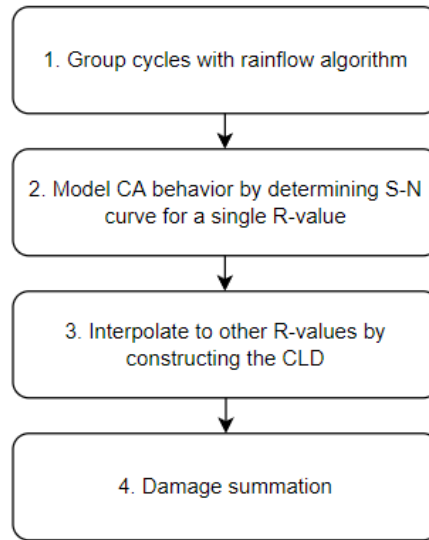 1. Group cycles with rainflow algorithm
2. Model CA behavior by determining S-N
curve for a single R-value
3. Interpolate to other R-values by
constructing the CLD
4. Damage summation